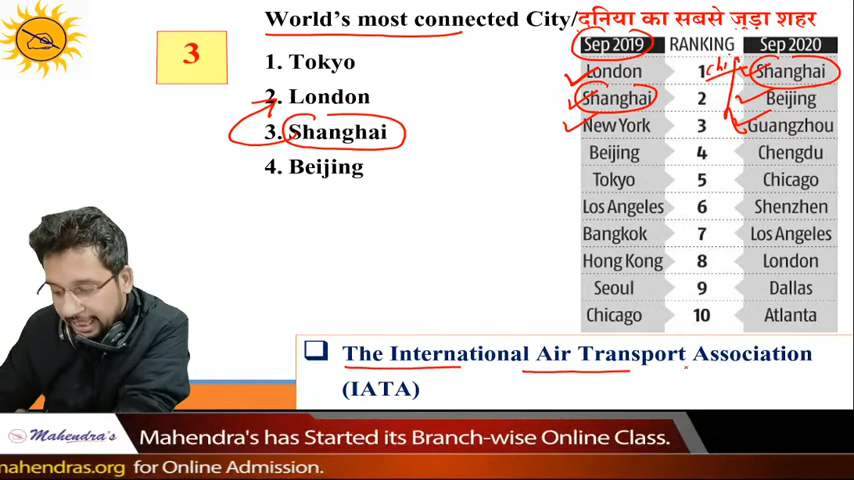 World's most connected City/दुनिया का सबसे जुड़ा शहर
3
1. Tokyo
2. London
3. Shanghai
4. Beijing
Sep 2019 RANKING Sep 2020
London 1 Shanghai
Shanghai 2 Beijing
New York 3 Guangzhou
Beijing 4 Chengdu
Tokyo 5 Chicago
Los Angeles 6 Shenzhen
Bangkok 7 Los Angeles
Hong Kong 8 London
Seoul 9 Dallas
Chicago 10 Atlanta
The International Air Transport Association
(IATA)
Mahendra's
Mahendra's has Started its Branch-wise Online Class.
mahendras.org for Online Admission.